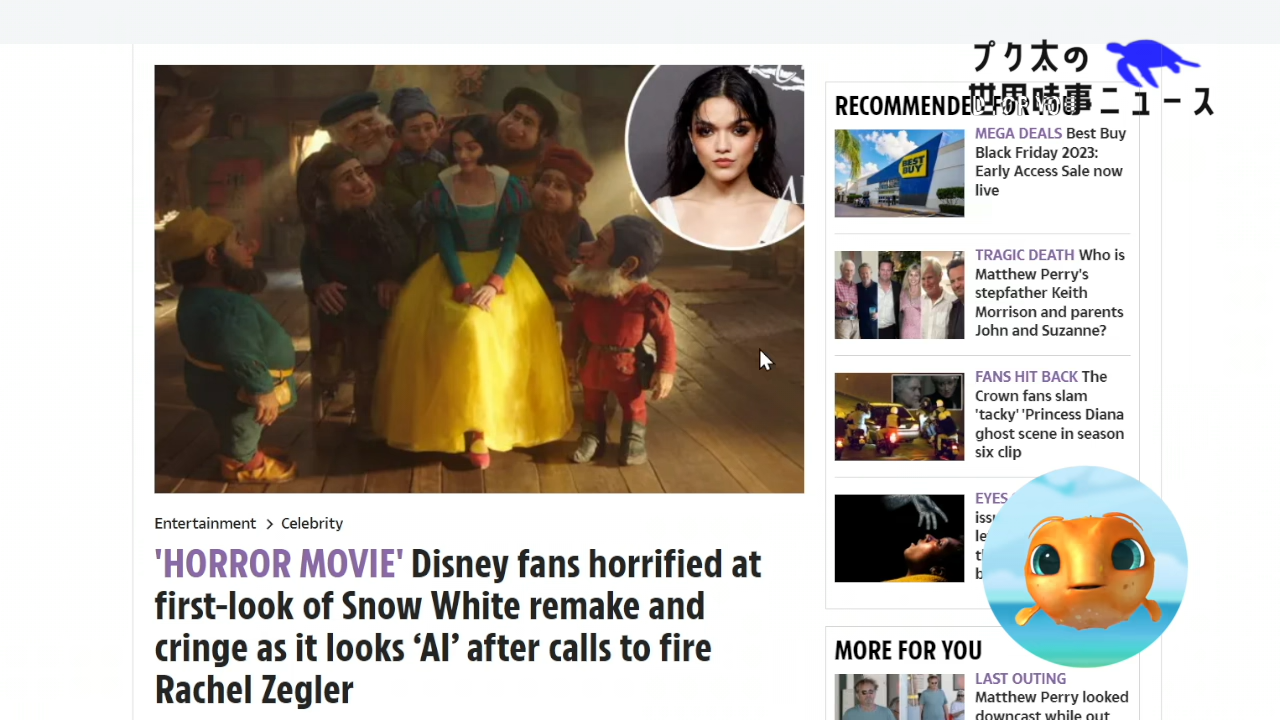 プク太の
世界時事ニュース
RECOMMENDED FOR YOU
MEGA DEALS Best Buy
Black Friday 2023:
Early Access Sale now
live
BEST
BUY
TRAGIC DEATH Who is
Matthew Perry's
stepfather Keith
Morrison and parents
John and Suzanne?
FANS HIT BACK The
Crown fans slam
'tacky' 'Princess Diana
ghost scene in season
six clip
EYES
Entertainment > Celebrity
'HORROR MOVIE' Disney fans horrified at
first-look of Snow White remake and
cringe as it looks ‘AI’ after calls to fire
Rachel Zegler
MORE FOR YOU
LAST OUTING
Matthew Perry looked
downcast while out